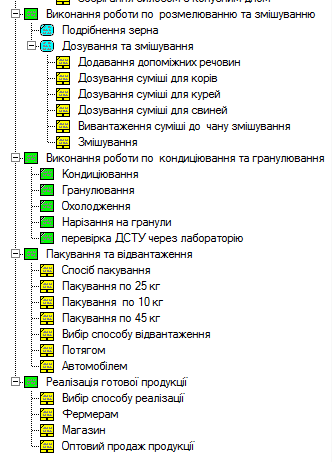 Виконання роботи по розмелюванню та змішуванню
Подрібнення зерна
Дозування та змішування
Додавання допоміжних речовин
Дозування суміші для корів
Дозування суміші для курей
Дозування суміші для свиней
Вивантаження суміші до чану змішування
Змішування
Виконання роботи по кондиціювання та гранулювання
Кондиціювання
Гранулювання
Охолодження
Нарізання на гранули
перевірка ДСТУ через лабораторію
Пакування та відвантаження
Спосіб пакування
Пакування по 25 кг
Пакування по 10 кг
Пакування по 45 кг
Вибір способу відвантаження
Потягом
Автомобілем
Реалізація готової продукції
Вибір способу реалізації
Фермерам
Магазин
Оптовий продаж продукції